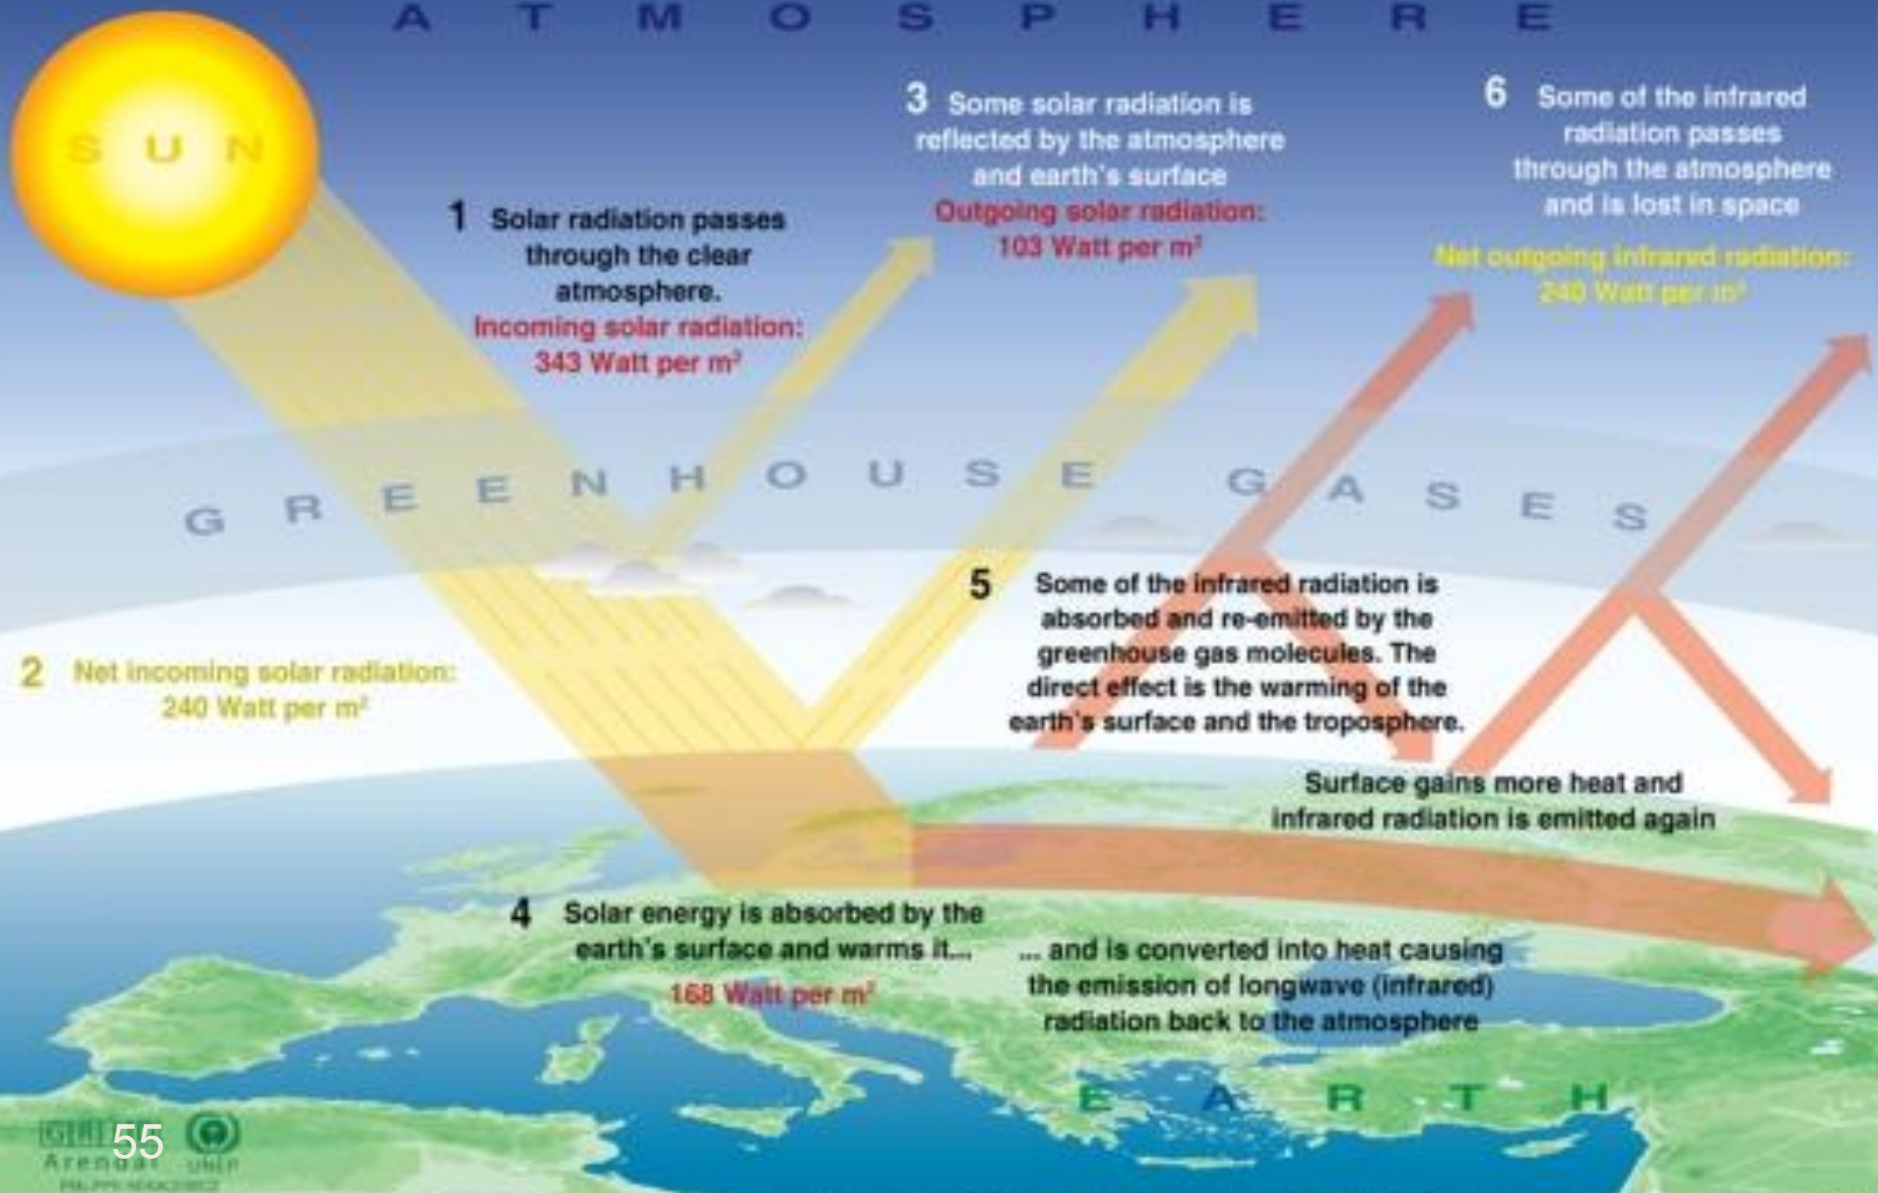 A T M O S P H E R E
S U N
1 Solar radiation passes
through the clear
atmosphere.
Incoming solar radiation:
343 Watt per m²
2 Net incoming solar radiation:
240 Watt per m²
3 Some solar radiation is
reflected by the atmosphere
and earth's surface
Outgoing solar radiation:
103 Watt per m²
6 Some of the infrared
radiation passes
through the atmosphere
and is lost in space
Net outgoing infrared radiation:
240 Watt per m²
G R E E N H O U S E G A S E S
5 Some of the infrared radiation is
absorbed and re-emitted by the
greenhouse gas molecules. The
direct effect is the warming of the
earth's surface and the troposphere.
Surface gains more heat and
infrared radiation is emitted again
4 Solar energy is absorbed by the
earth's surface and warms it...
168 Watt per m²
... and is converted into heat causing
the emission of longwave (infrared)
radiation back to the atmosphere
E A R T H
55
Arendal UNEP